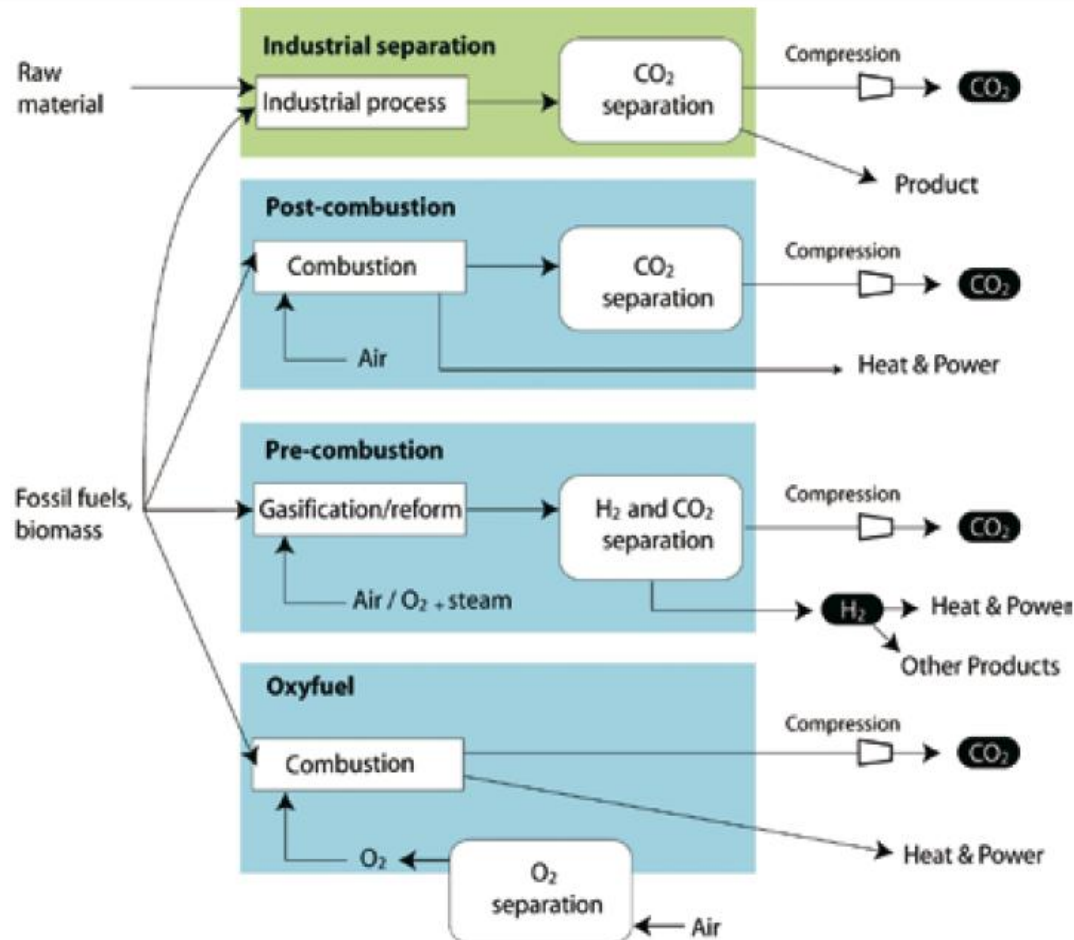 Industrial separation
Raw
material
Industrial process
CO₂
separation
Compression
CO₂
Product
Post-combustion
Combustion
CO₂
separation
Compression
CO₂
Air
Heat & Power
Pre-combustion
Fossil fuels,
biomass
Gasification/reform
H₂ and CO₂
separation
Compression
CO₂
Air / O₂ + steam
H₂
Heat & Power
Other Products
Oxyfuel
Combustion
Compression
CO₂
O₂
Heat & Power
O₂
separation
Air